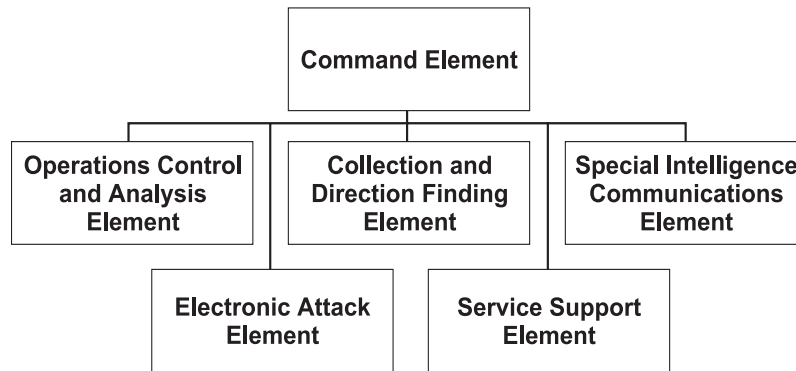 Command Element
Operations Control
and Analysis
Element
Collection and
Direction Finding
Element
Special Intelligence
Communications
Element
Electronic Attack
Element
Service Support
Element